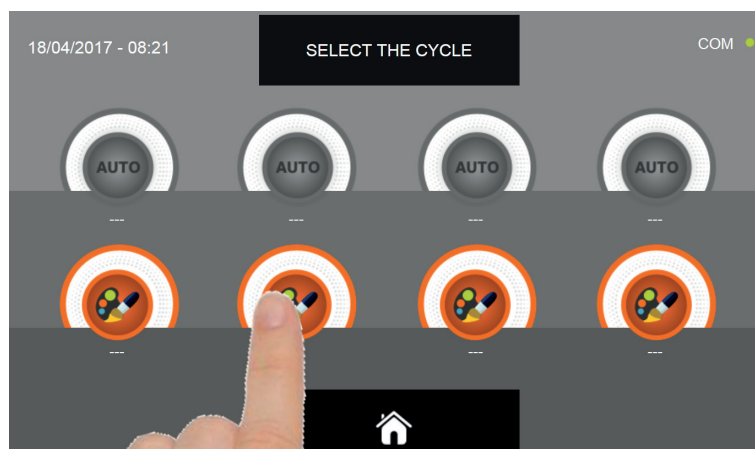 18/04/2017 - 08:21
SELECT THE CYCLE
COM
AUTO
AUTO
AUTO
AUTO
---
---
---
---
---
---
---